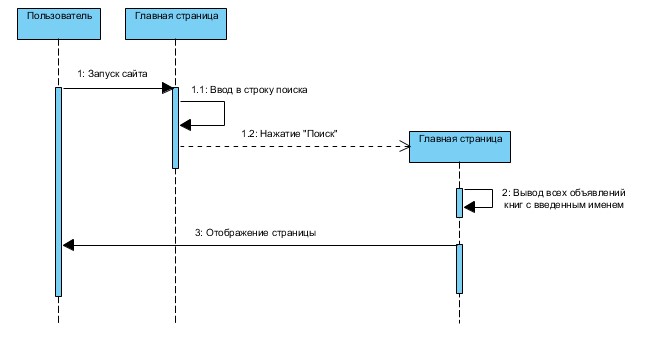 Пользователь
Главная страница
1: Запуск сайта
1.1: Ввод в строку поиска
1.2: Нажатие "Поиск"
Главная страница
2: Вывод всех объявлений
книг с введенным именем
3: Отображение страницы